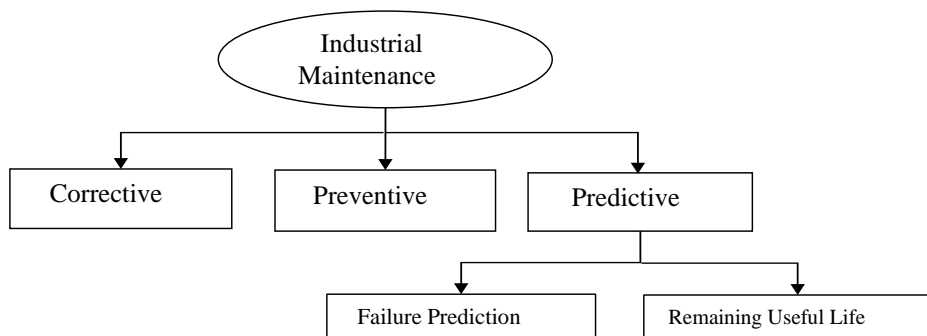 Industrial
Maintenance
Corrective
Preventive
Predictive
Failure Prediction
Remaining Useful Life